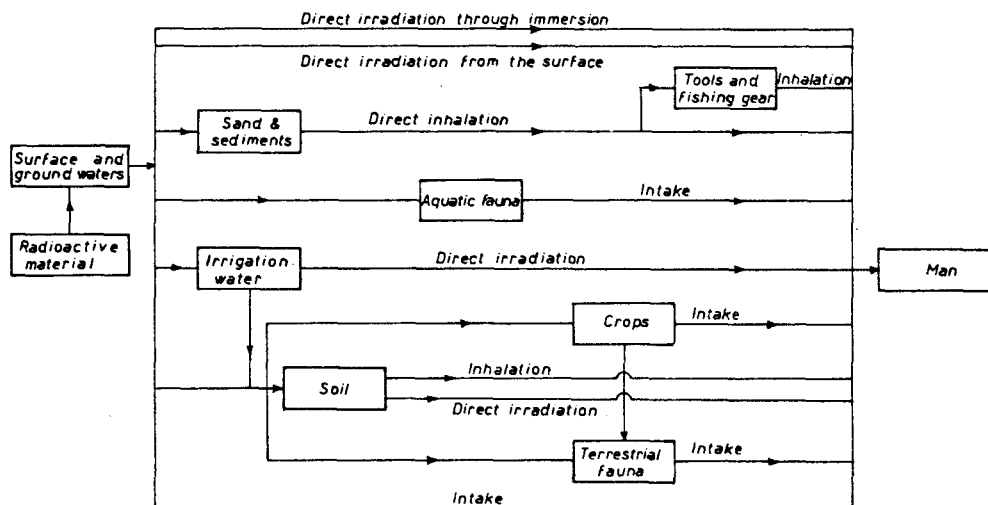 Direct irradiation through immersion
Direct irradiation from the surface
Tools and
fishing gear
Inhalation
Sand &
sediments
Direct inhalation
Surface and
ground waters
Aquatic fauna
Intake
Radioactive
material
Irrigation
water
Direct irradiation
Man
Crops
Intake
Soil
Inhalation
Direct irradiation
Terrestrial
fauna
Intake
Intake